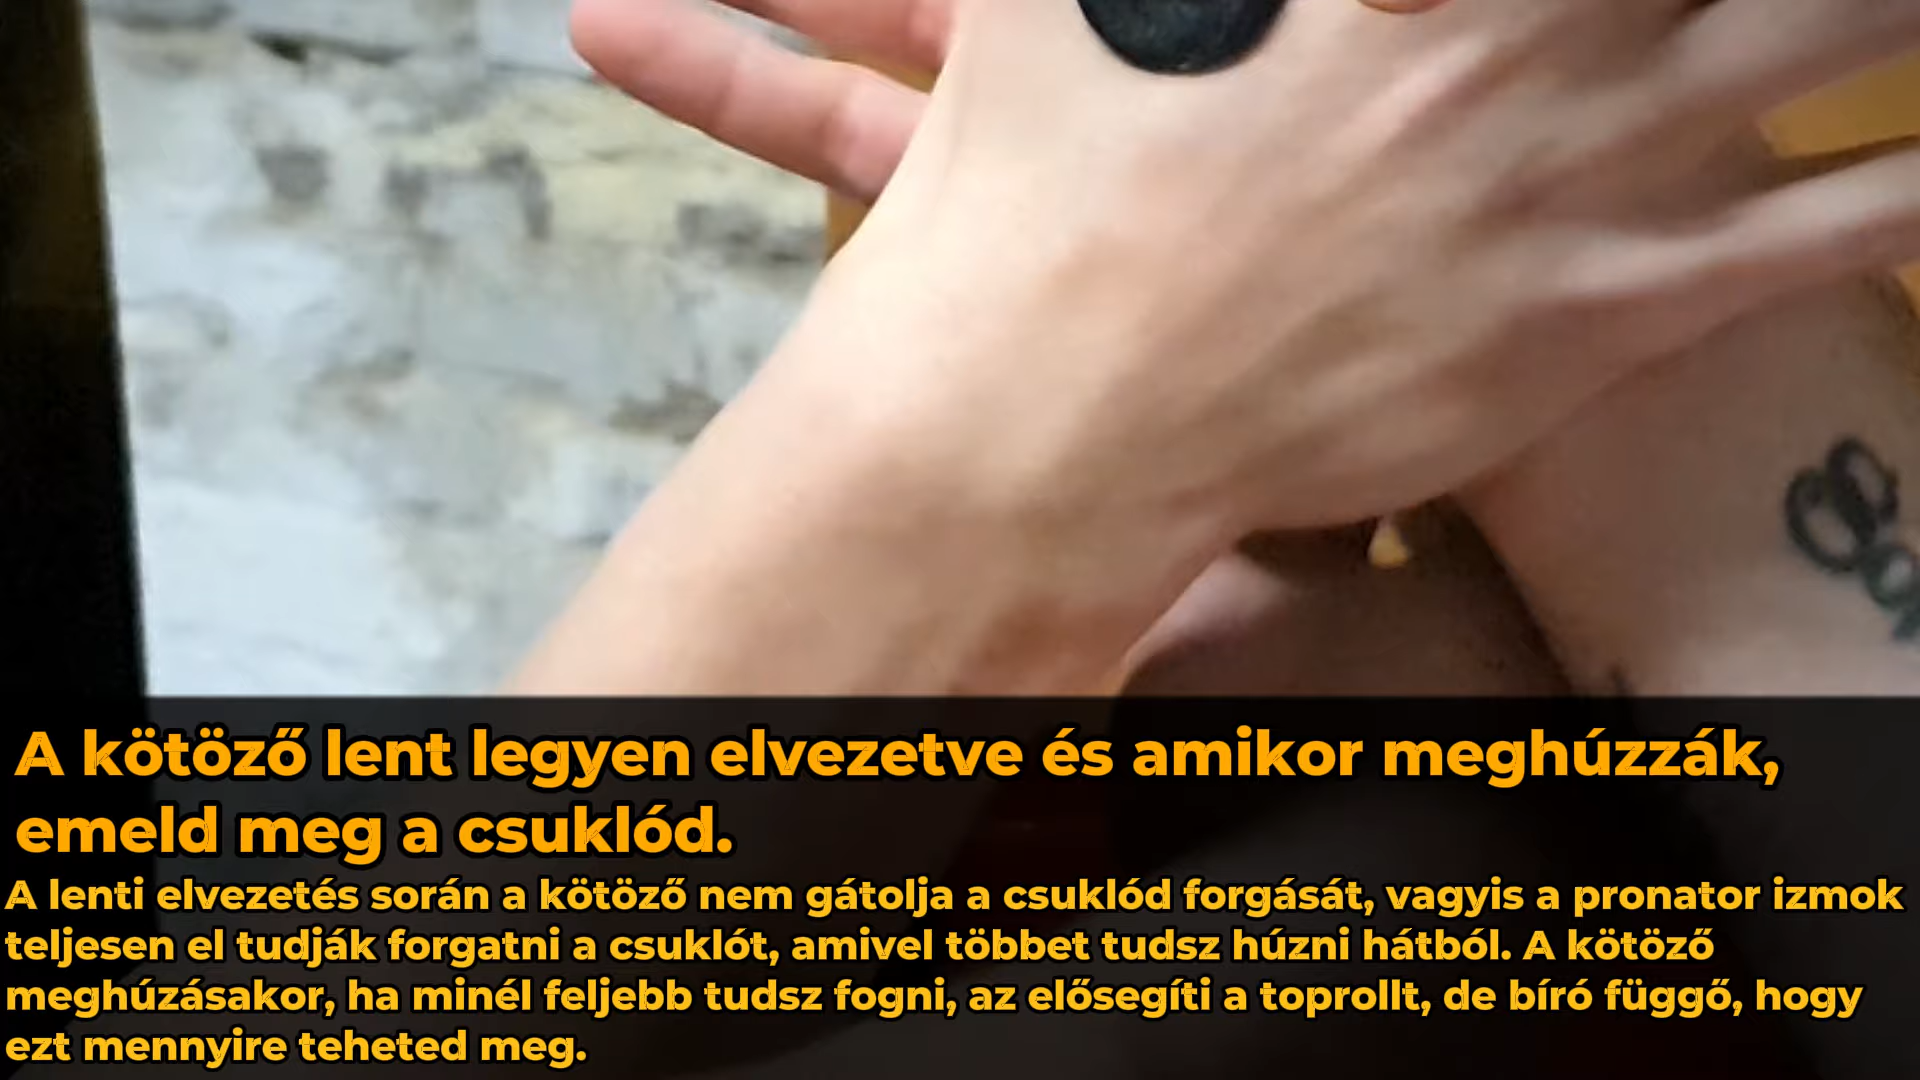 A kötöző lent legyen elvezetve és amikor meghúzzák,
emeld meg a csuklód.
A lenti elvezetés során a kötöző nem gátolja a csuklód forgását, vagyis a pronator izmok
teljesen el tudják forgatni a csuklót, amivel többet tudsz húzni hátból. A kötöző
meghúzásakor, ha minél feljebb tudsz fogni, az elősegíti a toprollt, de bíró függő, hogy
ezt mennyire teheted meg.